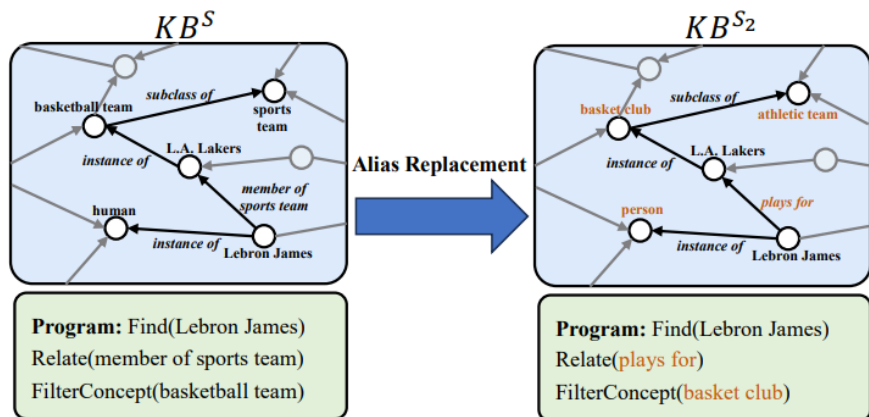 KB^S
basketball team
subclass of
sports
team
instance of
L.A. Lakers
member of
sports team
human
instance of
Lebron James
Program: Find(Lebron James)
Relate(member of sports team)
FilterConcept(basketball team)
Alias Replacement
KB^{S_2}
basket club
subclass of
athletic team
instance of
L.A. Lakers
plays for
person
instance of
Lebron James
Program: Find(Lebron James)
Relate(plays for)
FilterConcept(basket club)